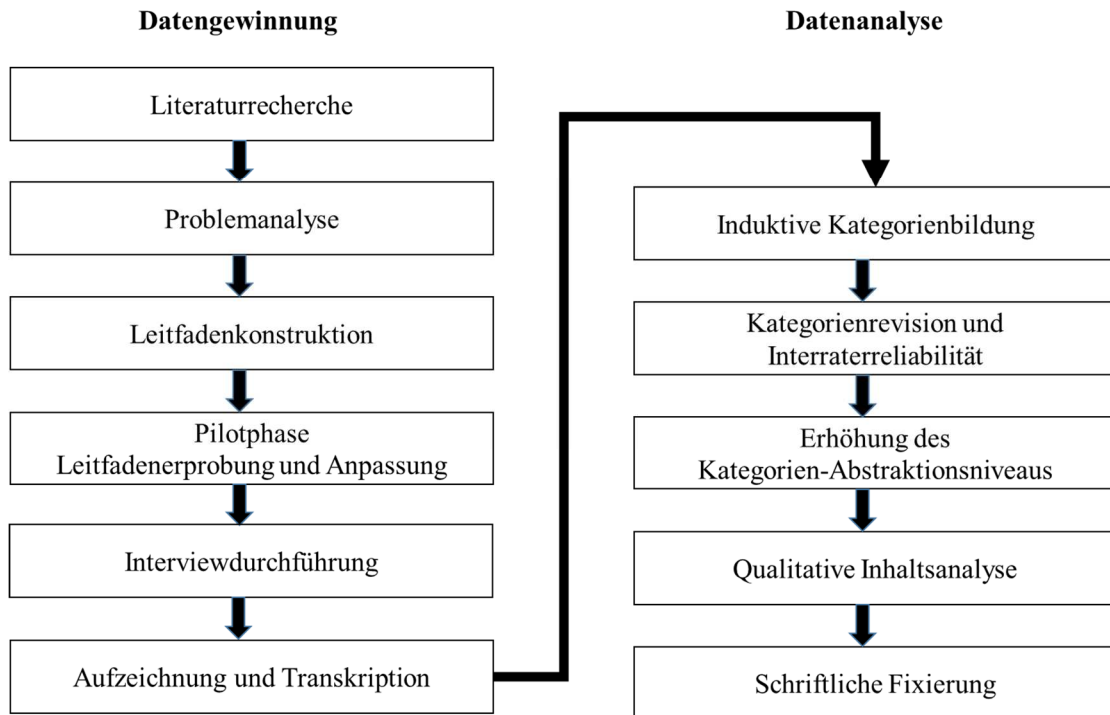 Datengewinnung
Literaturrecherche
Problemanalyse
Leitfadenkonstruktion
Pilotphase
Leitfadenerprobung und Anpassung
Interviewdurchführung
Aufzeichnung und Transkription
Datenanalyse
Induktive Kategorienbildung
Kategorienrevision und
Interraterreliabilität
Erhöhung des
Kategorien-Abstraktionsniveaus
Qualitative Inhaltsanalyse
Schriftliche Fixierung